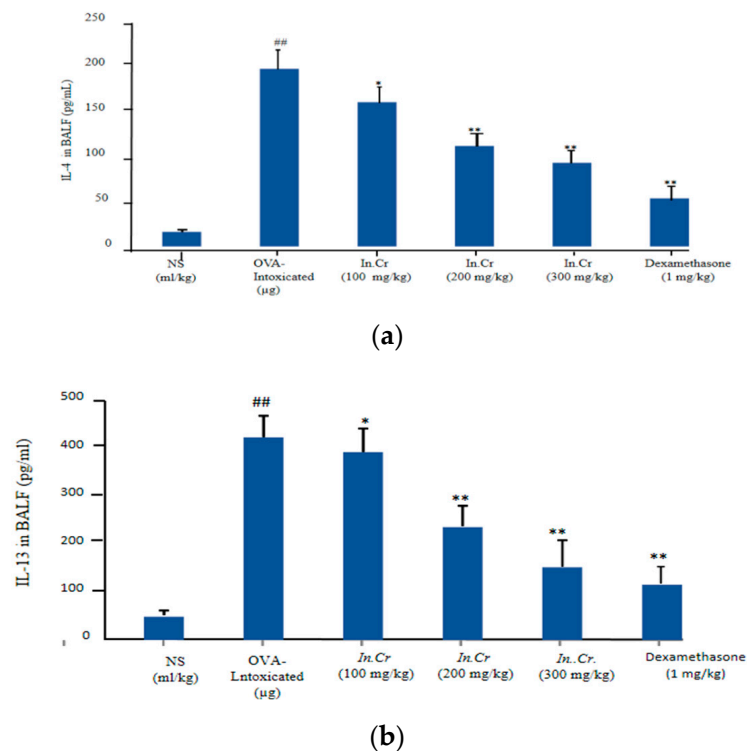 250
200
150
100
50
0
IL-4 in BALF (pg/mL)
##
*
**
**
**
NS
(ml/kg)
OVA-
Intoxicated
(µg)
In.Cr
(100 mg/kg)
In.Cr
(200 mg/kg)
In.Cr
(300 mg/kg)
Dexamethasone
(1 mg/kg)
(a)
500
400
300
200
100
0
IL-13 in BALF (pg/ml)
##
*
**
**
**
NS
(ml/kg)
OVA-
Lntoxicated
(µg)
In.Cr
(100 mg/kg)
In.Cr
(200 mg/kg)
In..Cr.
(300 mg/kg)
Dexamethasone
(1 mg/kg)
(b)